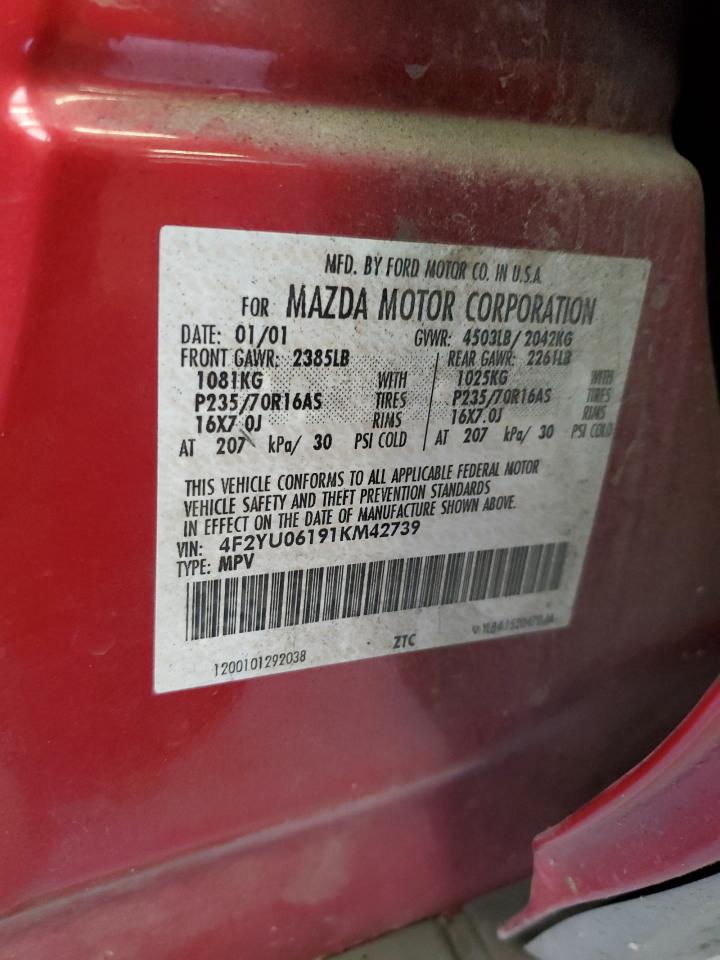 MFD. BY FORD MOTOR CO. IN U.S.A.
FOR MAZDA MOTOR CORPORATION
DATE: 01/01 GVWR: 4503LB/2042KG
FRONT GAWR: 2385LB REAR GAWR: 2261LB
1081KG WITH 1025KG WITH
P235/70R16AS TIRES P235/70R16AS TIRES
16X7.0J RIMS 16X7.0J RIMS
AT 207 kPa/ 30 PSI COLD AT 207 kPa/ 30 PSI COLD
THIS VEHICLE CONFORMS TO ALL APPLICABLE FEDERAL MOTOR
VEHICLE SAFETY AND THEFT PREVENTION STANDARDS
IN EFFECT ON THE DATE OF MANUFACTURE SHOWN ABOVE.
VIN: 4F2YU06191KM42739
TYPE: MPV
1200101292038 ZTC